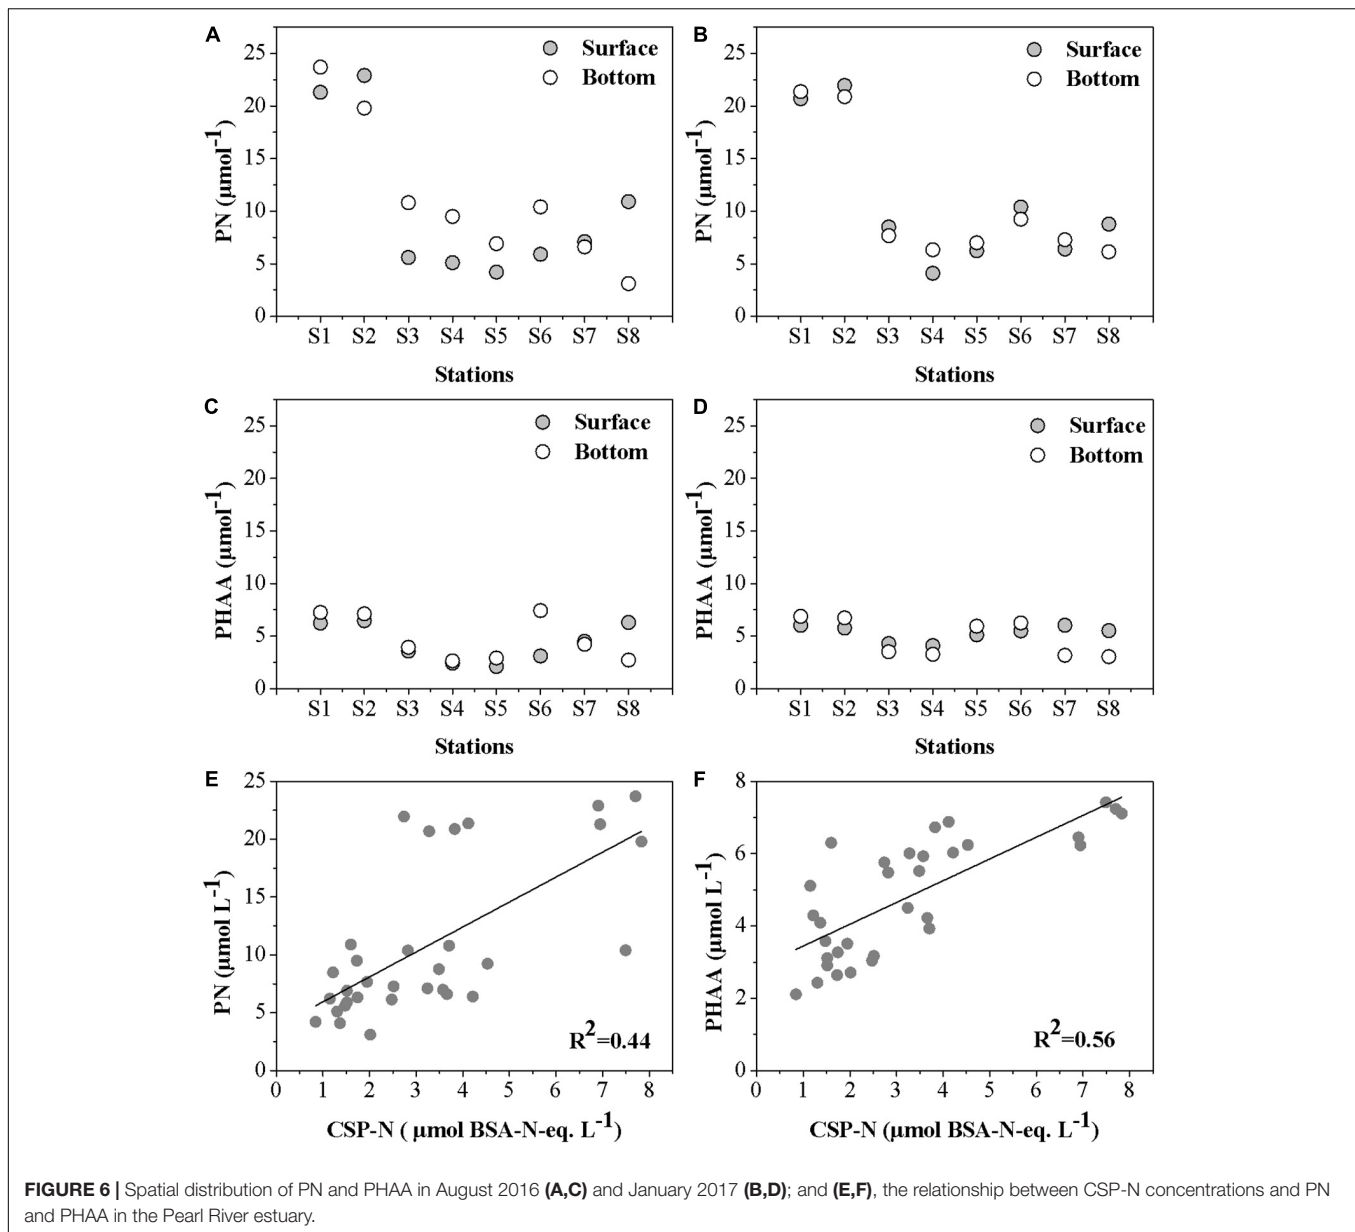 A
25
20
15
10
5
0
PN (µmol⁻¹)
Surface
Bottom
S1 S2 S3 S4 S5 S6 S7 S8
Stations
B
25
20
15
10
5
0
PN (µmol⁻¹)
Surface
Bottom
S1 S2 S3 S4 S5 S6 S7 S8
Stations
C
25
20
15
10
5
0
PHAA (µmol⁻¹)
Surface
Bottom
S1 S2 S3 S4 S5 S6 S7 S8
Stations
D
25
20
15
10
5
0
PHAA (µmol⁻¹)
Surface
Bottom
S1 S2 S3 S4 S5 S6 S7 S8
Stations
E
25
20
15
10
5
0
PN (µmol L⁻¹)
R²=0.44
0 1 2 3 4 5 6 7 8
CSP-N ( µmol BSA-N-eq. L⁻¹)
F
8
6
4
2
0
PHAA (µmol L⁻¹)
R²=0.56
0 1 2 3 4 5 6 7 8
CSP-N (µmol BSA-N-eq. L⁻¹)
FIGURE 6 | Spatial distribution of PN and PHAA in August 2016 (A,C) and January 2017 (B,D); and (E,F), the relationship between CSP-N concentrations and PN
and PHAA in the Pearl River estuary.